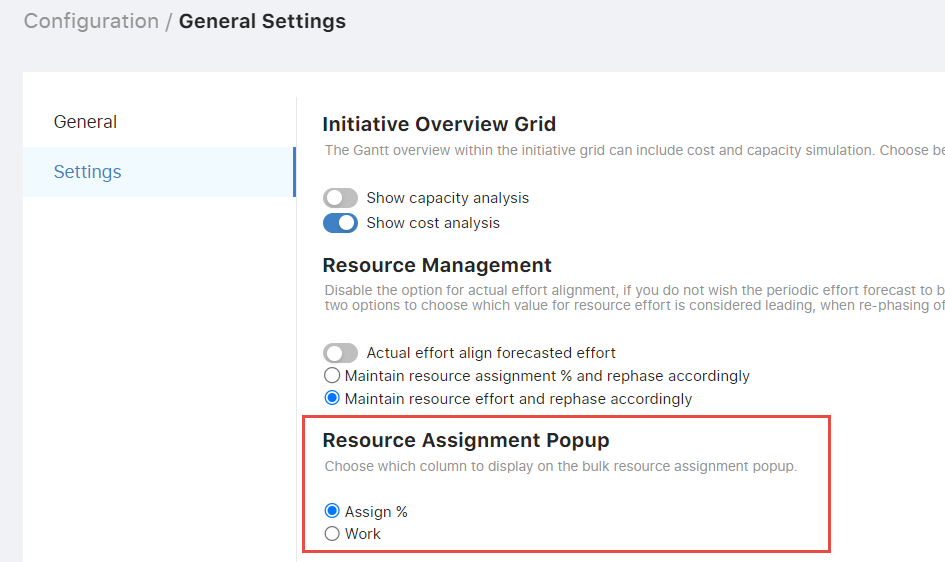 Configuration / General Settings
General
Settings
Initiative Overview Grid
The Gantt overview within the initiative grid can include cost and capacity simulation. Choose be
Show capacity analysis
Show cost analysis
Resource Management
Disable the option for actual effort alignment, if you do not wish the periodic effort forecast to b
two options to choose which value for resource effort is considered leading, when re-phasing of
Actual effort align forecasted effort
Maintain resource assignment % and rephase accordingly
Maintain resource effort and rephase accordingly
Resource Assignment Popup
Choose which column to display on the bulk resource assignment popup.
Assign %
Work